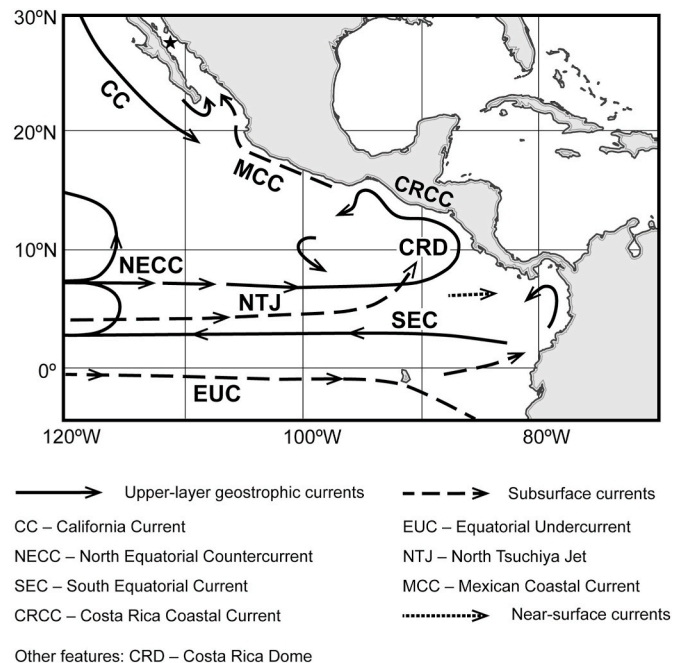 30ºN
20ºN
10ºN
0º
120ºW
100ºW
80ºW
CC
MCC
CRCC
CRD
NECC
NTJ
SEC
EUC
Upper-layer geostrophic currents
Subsurface currents
CC – California Current
EUC – Equatorial Undercurrent
NECC – North Equatorial Countercurrent
NTJ – North Tsuchiya Jet
SEC – South Equatorial Current
MCC – Mexican Coastal Current
CRCC – Costa Rica Coastal Current
Near-surface currents
Other features: CRD – Costa Rica Dome